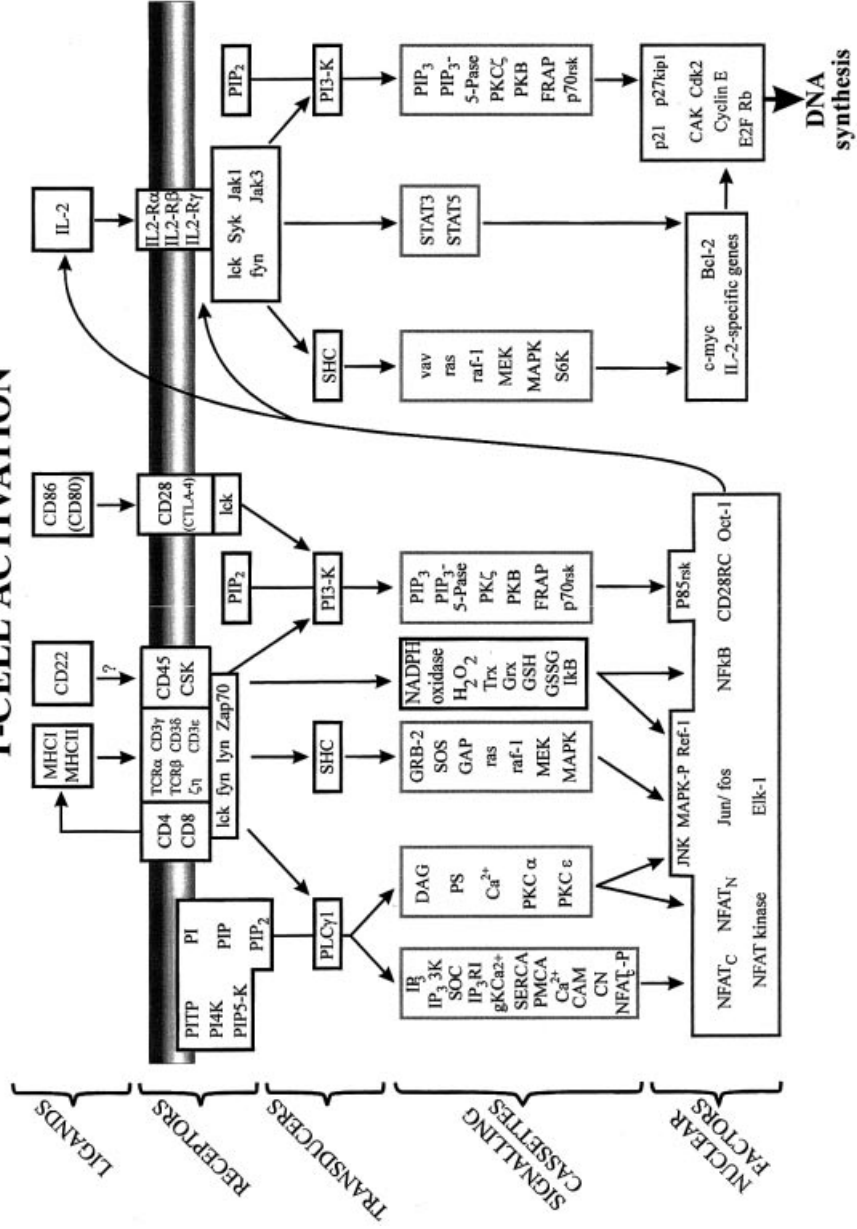 T-CELL ACTIVATION
LIGANDS
MHCI
MHCII
CD22
CD86
(CD80)
IL-2
?
RECEPTORS
PITP
PI4K
PIP5-K
PI
PIP
PIP2
CD4
CD8
TCRα CD3γ
TCRβ CD3δ
ζη CD3ε
CD45
CSK
lck fyn lyn Zap70
PIP2
CD28
(CTLA-4)
lck
IL2-Rα
IL2-Rβ
IL2-Rγ
lck Syk Jak1
fyn Jak3
PIP2
TRANSDUCERS
PLCγ1
SHC
PI3-K
SHC
PI3-K
SIGNALLING
CASSETTES
IP3
IP3 3K
SOC
IP3RI
gKCa2+
SERCA
PMCA
Ca2+
CAM
CN
NFATC-P
DAG
PS
Ca2+
PKC α
PKC ε
GRB-2
SOS
GAP
ras
raf-1
MEK
MAPK
NADPH
oxidase
H2O2
Trx
Grx
GSH
GSSG
IkB
PIP3
PIP3-
5-Pase
PKζ
PKB
FRAP
p70rsk
vav
ras
raf-1
MEK
MAPK
S6K
STAT3
STAT5
PIP3
PIP3-
5-Pase
PKCζ
PKB
FRAP
p70rsk
NUCLEAR
FACTORS
JNK MAPK-P Ref-1
P85rsk
NFATC NFATN
Jun/ fos
NFkB
CD28RC Oct-1
NFAT kinase
Elk-1
c-myc Bcl-2
IL-2-specific genes
p21 p27kip1
CAK Cdk2
Cyclin E
E2F Rb
DNA
synthesis